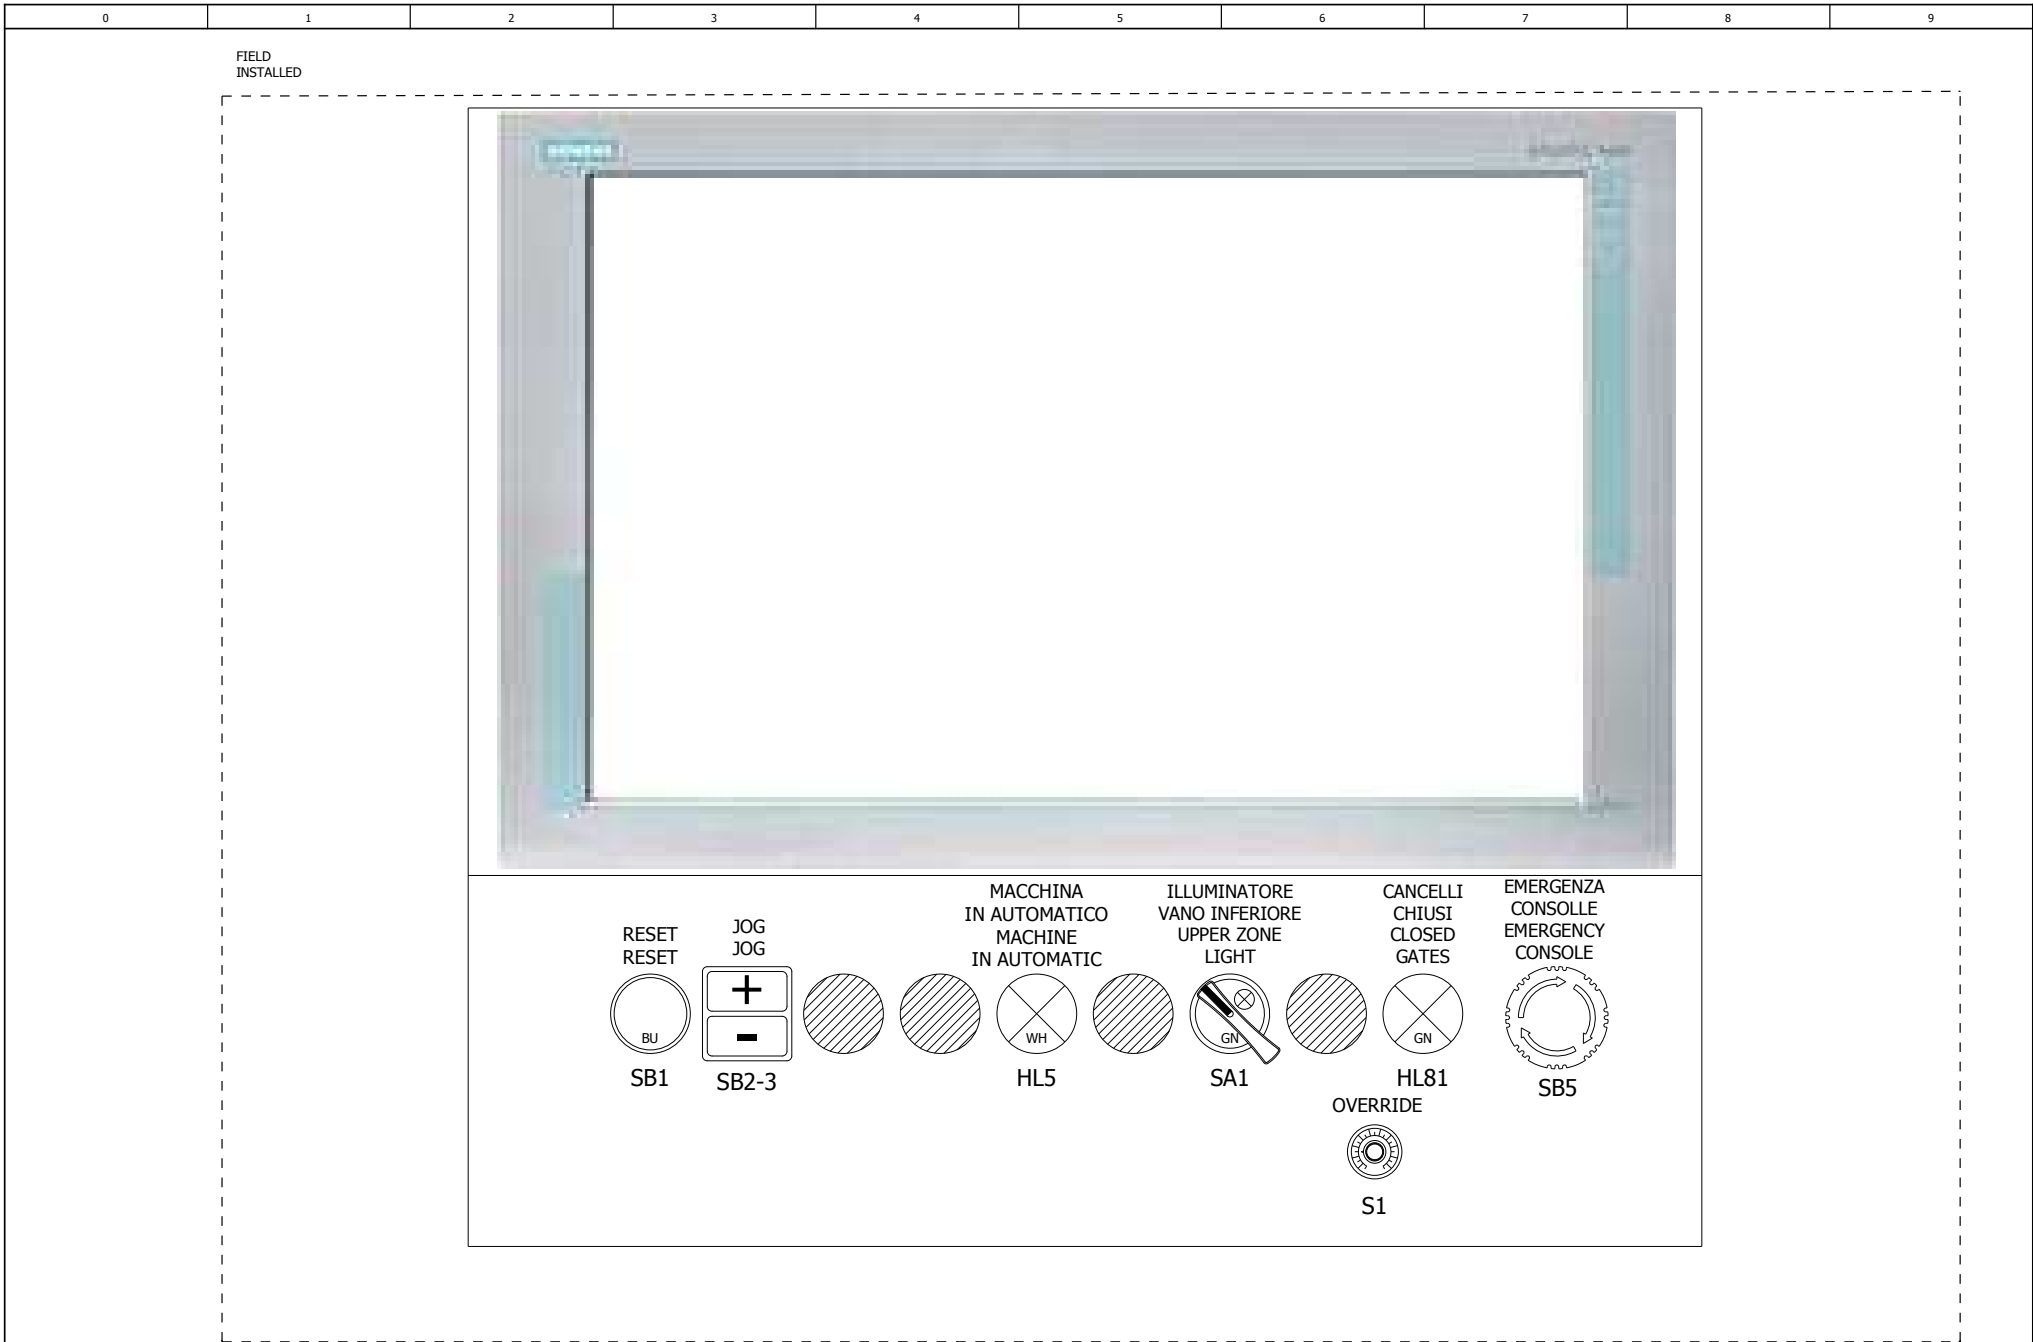 0 1 2 3 4 5 6 7 8 9
FIELD
INSTALLED
RESET
RESET
BU
SB1
JOG
JOG
+
-
SB2-3
MACCHINA
IN AUTOMATICO
MACHINE
IN AUTOMATIC
WH
HL5
ILLUMINATORE
VANO INFERIORE
UPPER ZONE
LIGHT
GN
SA1
CANCELLI
CHIUSI
CLOSED
GATES
GN
HL81
EMERGENZA
CONSOLLE
EMERGENCY
CONSOLE
SB5
OVERRIDE
S1